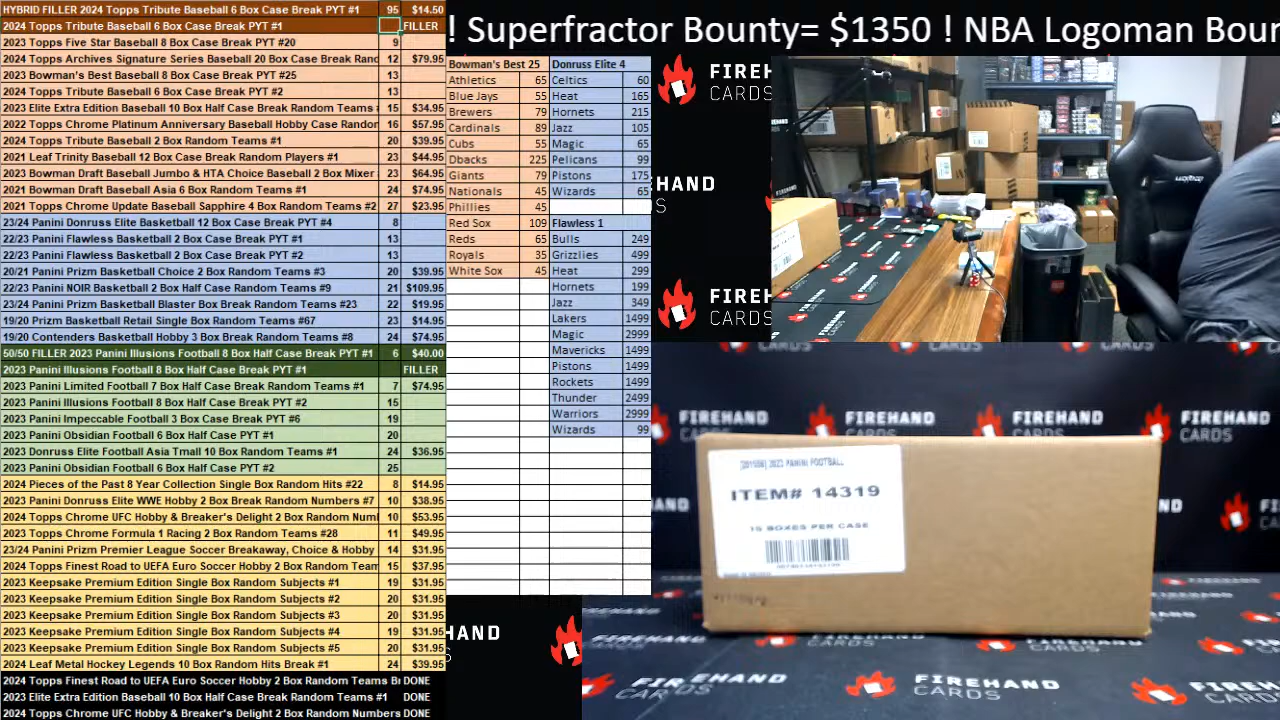 HYBRID FILLER 2024 Topps Tribute Baseball 6 Box Case Break PYT #1 95 $14.50
2024 Topps Tribute Baseball 6 Box Case Break PYT #1 FILLER
2023 Topps Five Star Baseball 8 Box Case Break PYT #20 9
2024 Topps Archives Signature Series Baseball 20 Box Case Break Rand 12 $79.95
2023 Bowman's Best Baseball 8 Box Case Break PYT #25 13
2024 Topps Tribute Baseball 6 Box Case Break PYT #2 13
2023 Elite Extra Edition Baseball 10 Box Half Case Break Random Teams 15 $34.95
2022 Topps Chrome Platinum Anniversary Baseball Hobby Case Random 16 $57.95
2024 Topps Tribute Baseball 2 Box Random Teams #1 20 $39.95
2021 Leaf Trinity Baseball 12 Box Case Break Random Players #1 23 $44.95
2023 Bowman Draft Baseball Jumbo & HTA Choice Baseball 2 Box Mixer 23 $64.95
2021 Bowman Draft Baseball Asia 6 Box Random Teams #1 24 $74.95
2021 Topps Chrome Update Baseball Sapphire 4 Box Random Teams #2 27 $23.95
23/24 Panini Donruss Elite Basketball 12 Box Case Break PYT #4 8
22/23 Panini Flawless Basketball 2 Box Case Break PYT #1 13
22/23 Panini Flawless Basketball 2 Box Case Break PYT #2 13
20/21 Panini Prizm Basketball Choice 2 Box Random Teams #3 20 $39.95
22/23 Panini NOIR Basketball 2 Box Half Case Random Teams #9 21 $109.95
23/24 Panini Prizm Basketball Blaster Box Break Random Teams #23 22 $19.95
19/20 Prizm Basketball Retail Single Box Random Teams #67 23 $14.95
19/20 Contenders Basketball Hobby 3 Box Break Random Teams #8 24 $74.95
50/50 FILLER 2023 Panini Illusions Football 8 Box Half Case Break PYT #1 6 $40.00
2023 Panini Illusions Football 8 Box Half Case Break PYT #1 FILLER
2023 Panini Limited Football 7 Box Half Case Break Random Teams #1 7 $74.95
2023 Panini Illusions Football 8 Box Half Case Break PYT #2 15
2023 Panini Impeccable Football 3 Box Case Break PYT #6 19
2023 Panini Obsidian Football 6 Box Half Case PYT #1 20
2023 Donruss Elite Football Asia Tmall 10 Box Random Teams #1 24 $36.95
2023 Panini Obsidian Football 6 Box Half Case PYT #2 25
2024 Pieces of the Past 8 Year Collection Single Box Random Hits #22 8 $14.95
2023 Panini Donruss Elite WWE Hobby 2 Box Break Random Numbers #7 10 $38.95
2024 Topps Chrome UFC Hobby & Breaker's Delight 2 Box Random Numl 10 $53.95
2023 Topps Chrome Formula 1 Racing 2 Box Random Teams #28 11 $49.95
23/24 Panini Prizm Premier League Soccer Breakaway, Choice & Hobby 14 $31.95
2024 Topps Finest Road to UEFA Euro Soccer Hobby 2 Box Random Team 15 $37.95
2023 Keepsake Premium Edition Single Box Random Subjects #1 19 $31.95
2023 Keepsake Premium Edition Single Box Random Subjects #2 20 $31.95
2023 Keepsake Premium Edition Single Box Random Subjects #3 20 $31.95
2023 Keepsake Premium Edition Single Box Random Subjects #4 19 $31.95
2023 Keepsake Premium Edition Single Box Random Subjects #5 20 $31.95
2024 Leaf Metal Hockey Legends 10 Box Random Hits Break #1 24 $39.95
2024 Topps Finest Road to UEFA Euro Soccer Hobby 2 Box Random Teams Br DONE
2023 Elite Extra Edition Baseball 10 Box Half Case Break Random Teams #1 DONE
2024 Topps Chrome UFC Hobby & Breaker's Delight 2 Box Random Numbers DONE
! Superfractor Bounty= $1350 ! NBA Logoman Boun
Bowman's Best 25
Athletics 65
Blue Jays 55
Brewers 79
Cardinals 89
Cubs 55
Dbacks 225
Giants 79
Nationals 45
Phillies 45
Red Sox 109
Reds 65
Royals 35
White Sox 45
Donruss Elite 4
Celtics 60
Heat 165
Hornets 215
Jazz 105
Magic 65
Pelicans 99
Pistons 175
Wizards 65
Flawless 1
Bulls 249
Grizzlies 499
Heat 299
Hornets 199
Jazz 349
Lakers 1499
Magic 2999
Mavericks 1499
Pistons 1499
Rockets 1499
Thunder 2499
Warriors 2999
Wizards 99
FIREH
CARDS
HAND
S
FIREH
CARDS
HAND
FIREHAND
CARDS
FIREHAND
CARDS
FIREHAND
CARDS
FIREHAND
2023 PANINI FOOTBALL
ITEM# 14319
15 BOXES PER CASE
FIREHAND
CARDS
FIREHAND
CARDS
FIREHAND
CARDS